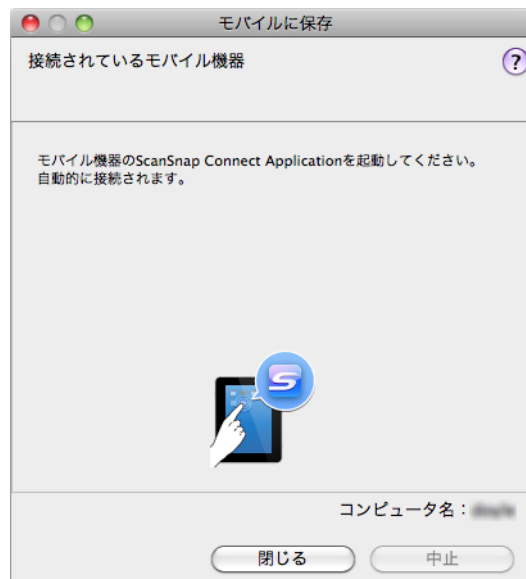 モバイルに保存
接続されているモバイル機器
?
モバイル機器のScanSnap Connect Applicationを起動してください。
自動的に接続されます。
S
コンピュータ名：
閉じる
中止